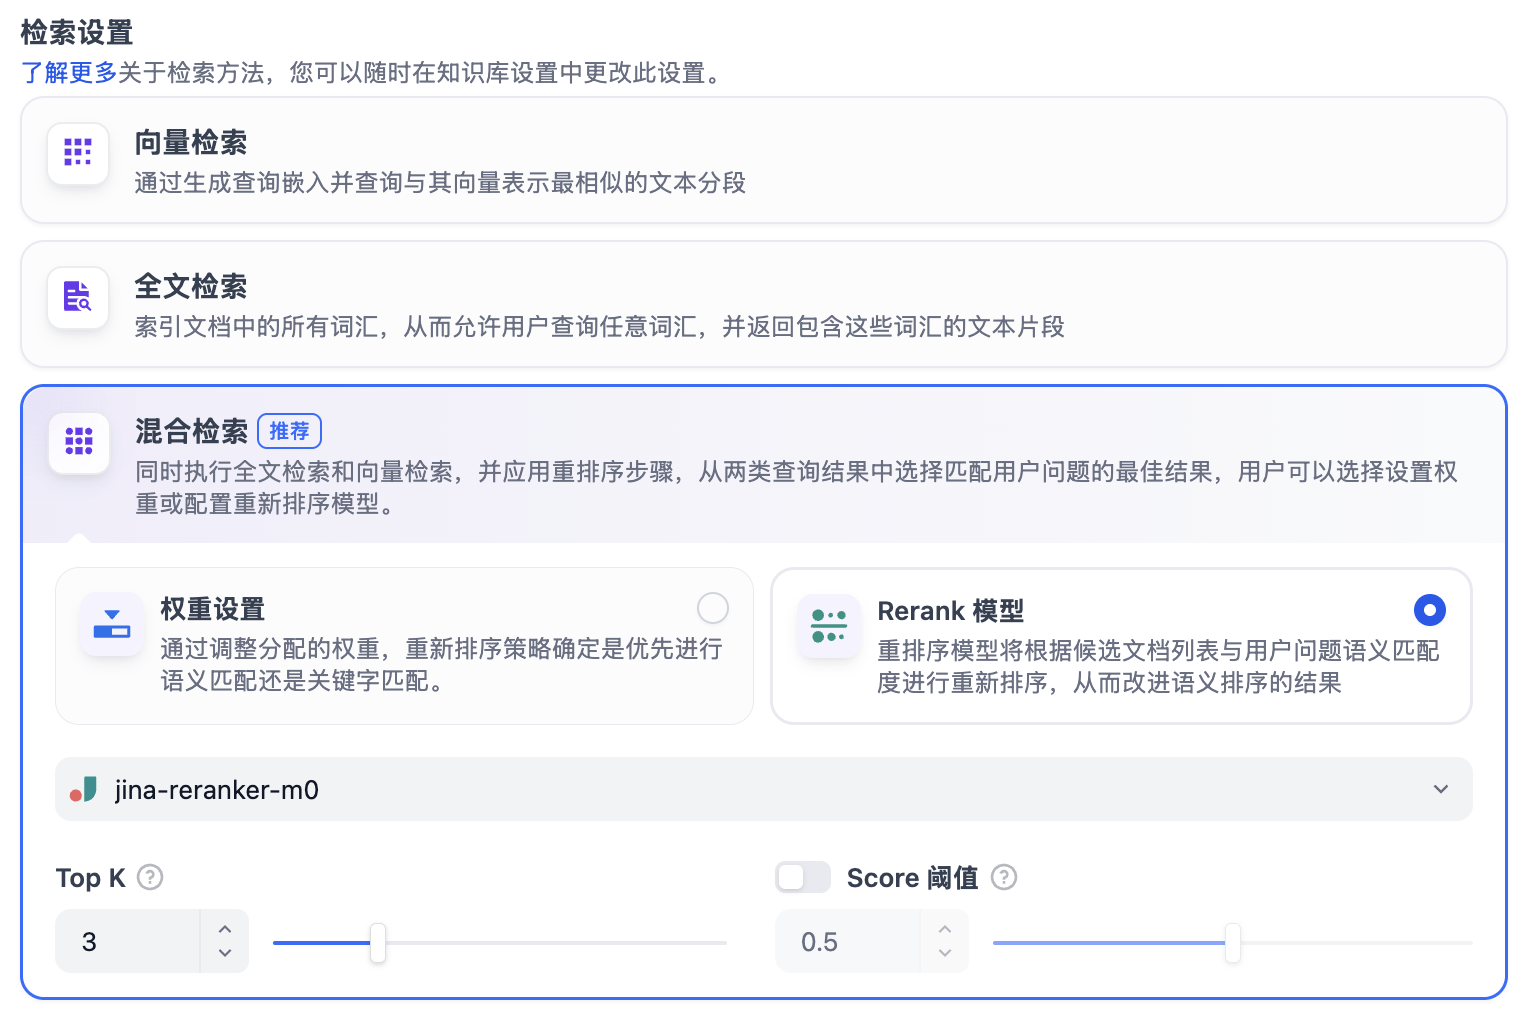 检索设置
了解更多关于检索方法，您可以随时在知识库设置中更改此设置。
向量检索
通过生成查询嵌入并查询与其向量表示最相似的文本分段
全文检索
索引文档中的所有词汇，从而允许用户查询任意词汇，并返回包含这些词汇的文本片段
混合检索 推荐
同时执行全文检索和向量检索，并应用重排序步骤，从两类查询结果中选择匹配用户问题的最佳结果，用户可以选择设置权
重或配置重新排序模型。
权重设置
通过调整分配的权重，重新排序策略确定是优先进行
语义匹配还是关键字匹配。
Rerank 模型
重排序模型将根据候选文档列表与用户问题语义匹配
度进行重新排序，从而改进语义排序的结果
jina-reranker-m0
Top K ?
3
Score 阈值 ?
0.5